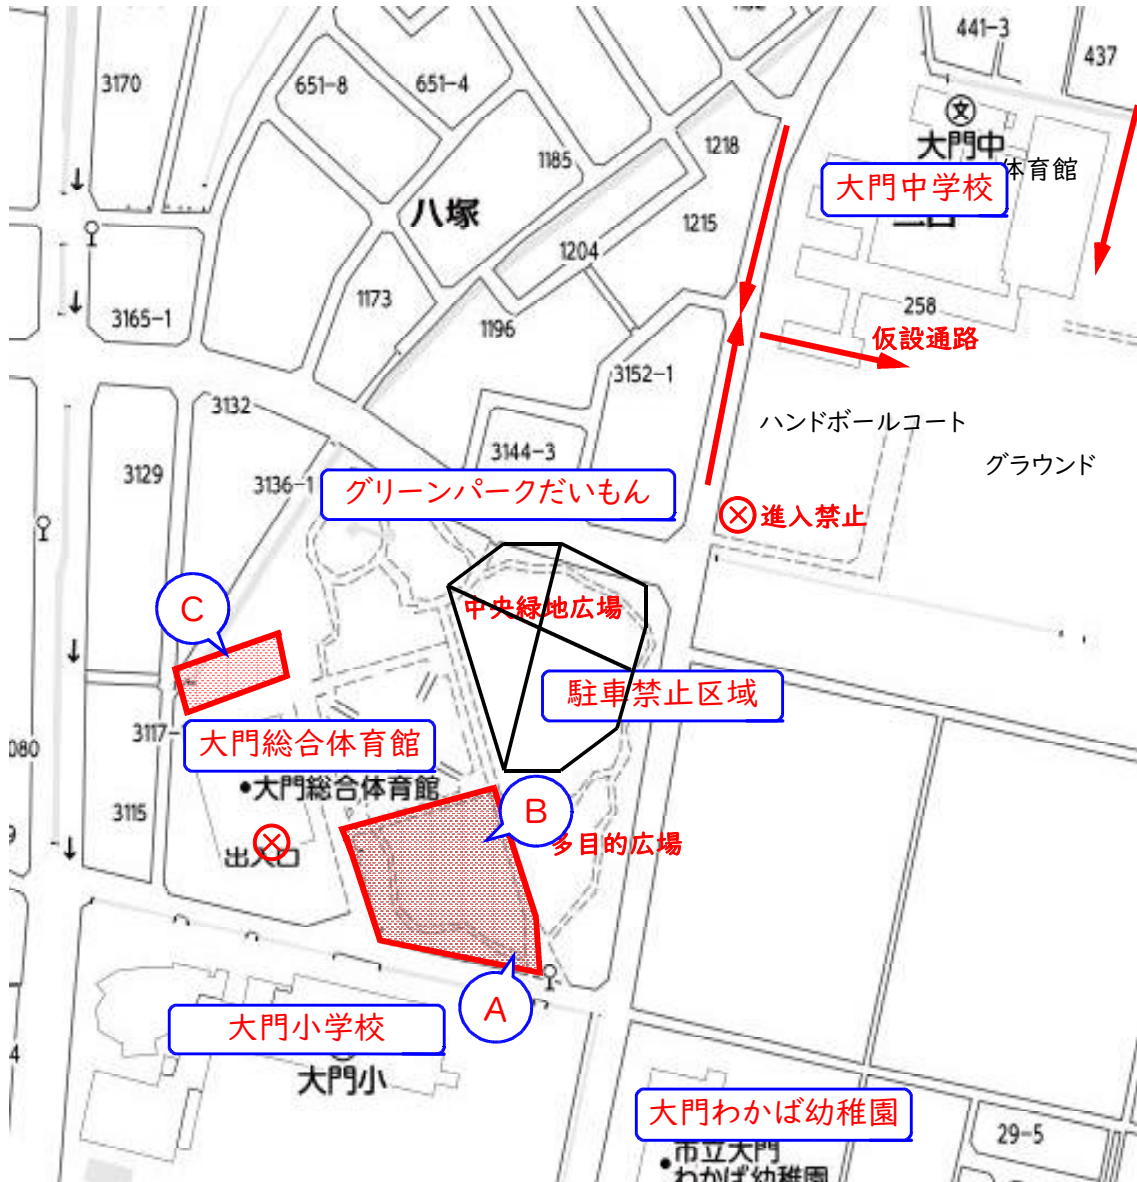 441-3
437
3170
651-8
651-4
1185
1218
大門中
体育館
大門中学校
八塚
1215
1204
1173
3165-1
1196
258
仮設通路
3152-1
3132
ハンドボールコート
3144-3
グラウンド
3129
3136-1
グリーンパークだいもん
進入禁止
C
中央緑地広場
駐車禁止区域
3117-
大門総合体育館
080
●大門総合体育館
B
3115
多目的広場
出入口
A
大門小学校
大門小
大門わかば幼稚園
29-5
市立大門
わかば幼稚園